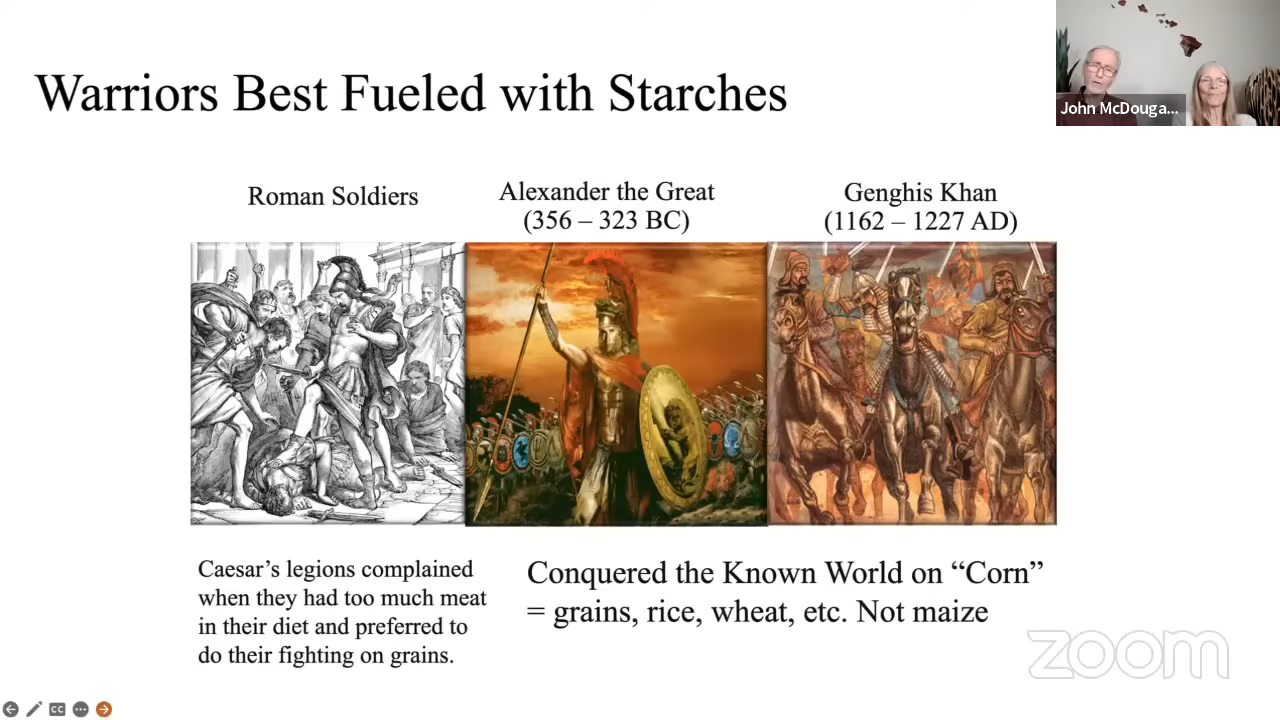 Warriors Best Fueled with Starches
John McDouga...
Roman Soldiers
Alexander the Great
(356 – 323 BC)
Genghis Khan
(1162 – 1227 AD)
Caesar’s legions complained
when they had too much meat
in their diet and preferred to
do their fighting on grains.
Conquered the Known World on “Corn”
= grains, rice, wheat, etc. Not maize
zoom
CC